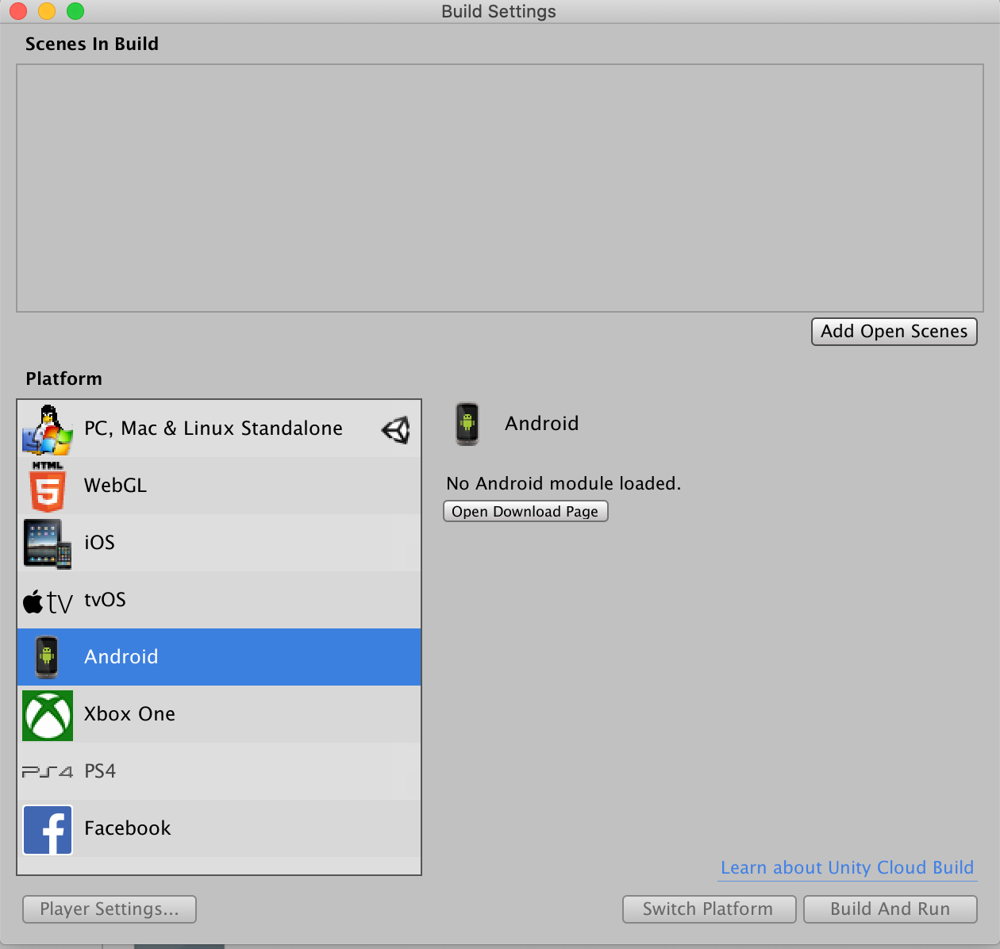 Build Settings
Scenes In Build
Add Open Scenes
Platform
PC, Mac & Linux Standalone
HTML
5
WebGL
iOS
tv
tvOS
Android
Xbox One
PS4
PS4
f
Facebook
Android
No Android module loaded.
Open Download Page
Learn about Unity Cloud Build
Player Settings...
Switch Platform
Build And Run